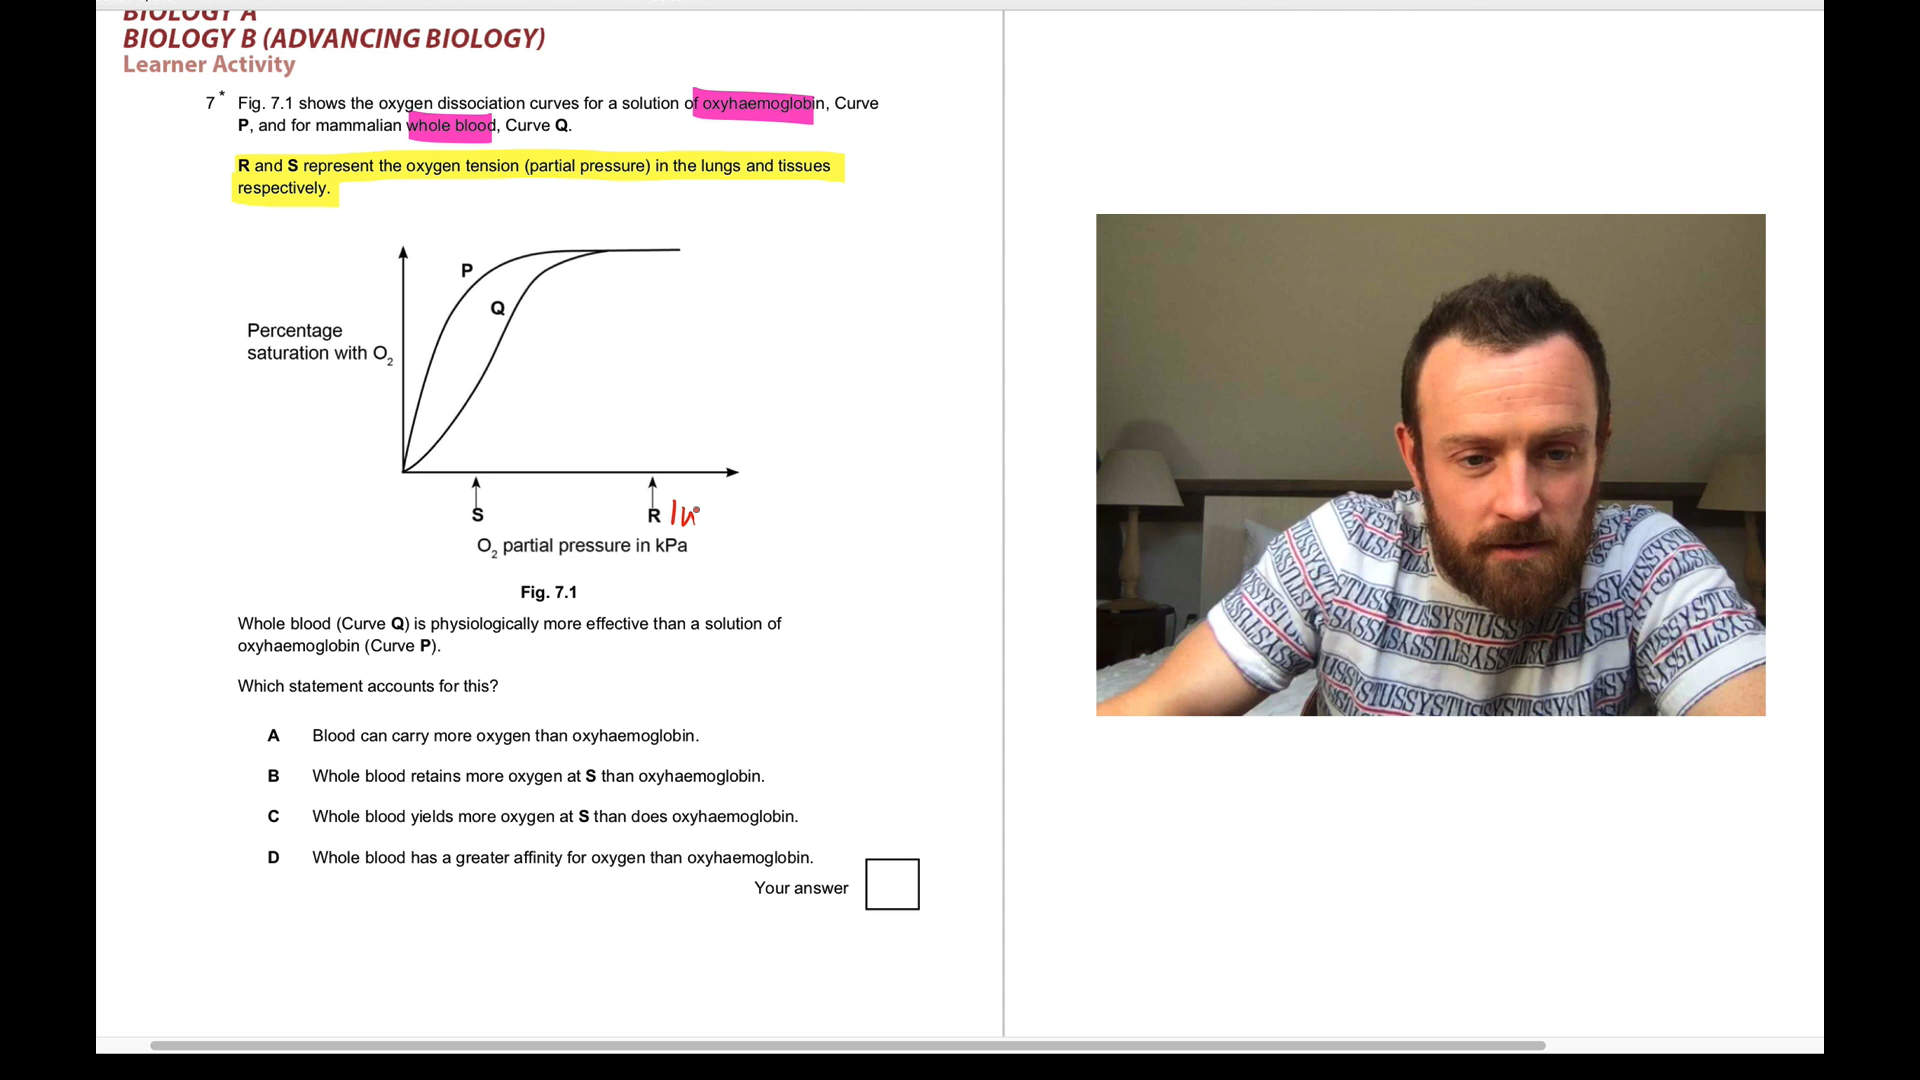 BIOLOGY A
BIOLOGY B (ADVANCING BIOLOGY)
Learner Activity
7 * Fig. 7.1 shows the oxygen dissociation curves for a solution of oxyhaemoglobin, Curve
P, and for mammalian whole blood, Curve Q.
R and S represent the oxygen tension (partial pressure) in the lungs and tissues
respectively.
P
Q
Percentage
saturation with O₂
S
R
O₂ partial pressure in kPa
Fig. 7.1
Whole blood (Curve Q) is physiologically more effective than a solution of
oxyhaemoglobin (Curve P).
Which statement accounts for this?
A Blood can carry more oxygen than oxyhaemoglobin.
B Whole blood retains more oxygen at S than oxyhaemoglobin.
C Whole blood yields more oxygen at S than does oxyhaemoglobin.
D Whole blood has a greater affinity for oxygen than oxyhaemoglobin.
Your answer